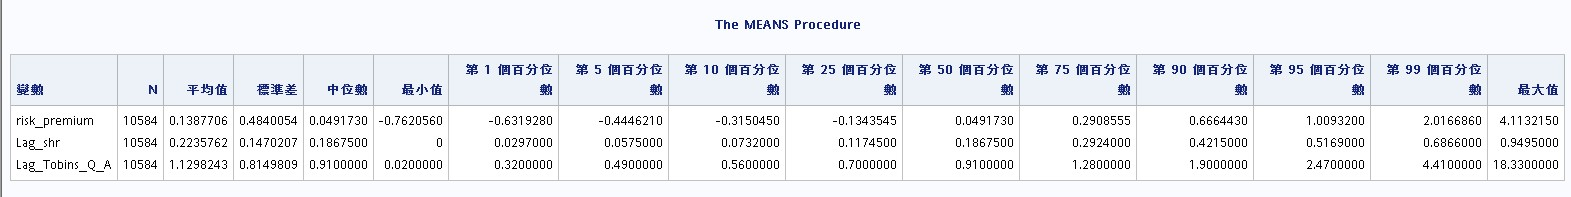 The MEANS Procedure
變數 N 平均值 標準差 中位數 最小值 第 1 個百分位數 第 5 個百分位數 第 10 個百分位數 第 25 個百分位數 第 50 個百分位數 第 75 個百分位數 第 90 個百分位數 第 95 個百分位數 第 99 個百分位數 最大值
risk_premium 10584 0.1387706 0.4840054 0.0491730 -0.7620560 -0.6319280 -0.4446210 -0.3150450 -0.1343545 0.0491730 0.2908555 0.6664430 1.0093200 2.0166860 4.1132150
Lag_shr 10584 0.2235762 0.1470207 0.1867500 0 0.0297000 0.0575000 0.0732000 0.1174500 0.1867500 0.2924000 0.4215000 0.5169000 0.6866000 0.9495000
Lag_Tobins_Q_A 10584 1.1298243 0.8149809 0.9100000 0.0200000 0.3200000 0.4900000 0.5600000 0.7000000 0.9100000 1.2800000 1.9000000 2.4700000 4.4100000 18.3300000